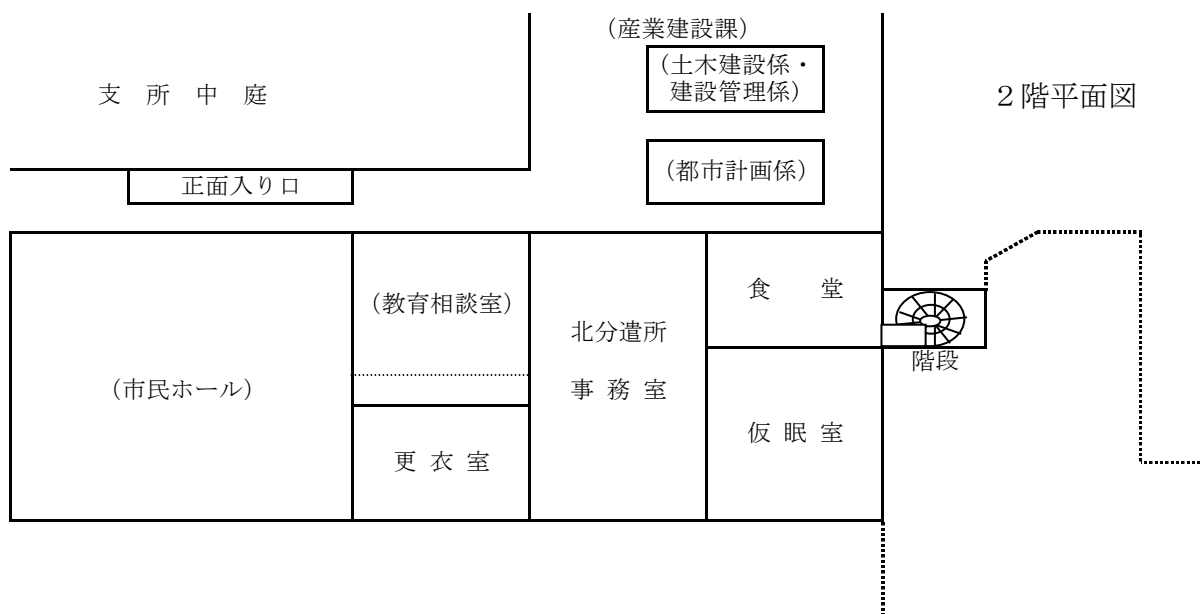 (産業建設課)
(土木建設係・
建設管理係)
支 所 中 庭
2階平面図
(都市計画係)
正面入り口
食 堂
(教育相談室)
北分遣所
事 務 室
階段
(市民ホール)
仮 眠 室
更 衣 室